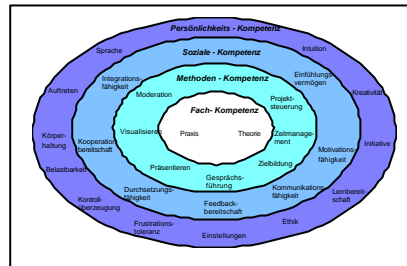 Persönlichkeits - Kompetenz
Sprache
Intuition
Soziale - Kompetenz
Integrations-
fähigkeit
Einfühlungs-
vermögen
Methoden - Kompetenz
Auftreten
Moderation
Projekt-
steuerung
Kreativität
Fach- Kompetenz
Körper-
haltung
Kooperation
bereitschaft
Visualisieren
Praxis
Theorie
Zeitmanage-
ment
Motivations-
fähigkeit
Initiative
Belastbarkeit
Präsentieren
Zielbildung
Gesprächs-
führung
Durchsetzungs-
fähigkeit
Kommunikations-
fähigkeit
Lernbereit-
schaft
Kontroll-
überzeugung
Feedback-
bereitschaft
Frustrations-
toleranz
Einstellungen
Ethik